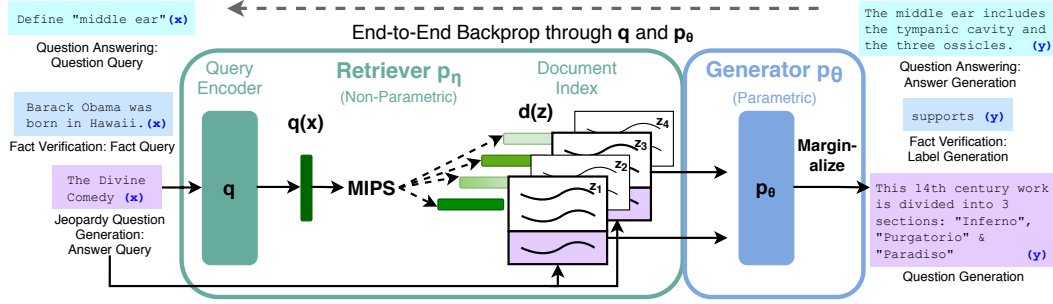 Define "middle ear"(x)
Question Answering:
Question Query
Barack Obama was
born in Hawaii.(x)
Fact Verification: Fact Query
The Divine
Comedy (x)
Jeopardy Question
Generation:
Answer Query
End-to-End Backprop through q and pθ
Query
Encoder
q
q(x)
Retriever pη
(Non-Parametric)
MIPS
Document
Index
d(z)
z4
z3
z2
z1
Generator pθ
(Parametric)
pθ
Margin-
alize
The middle ear includes
the tympanic cavity and
the three ossicles. (y)
Question Answering:
Answer Generation
supports (y)
Fact Verification:
Label Generation
This 14th century work
is divided into 3
sections: "Inferno",
"Purgatorio" &
"Paradiso" (y)
Question Generation